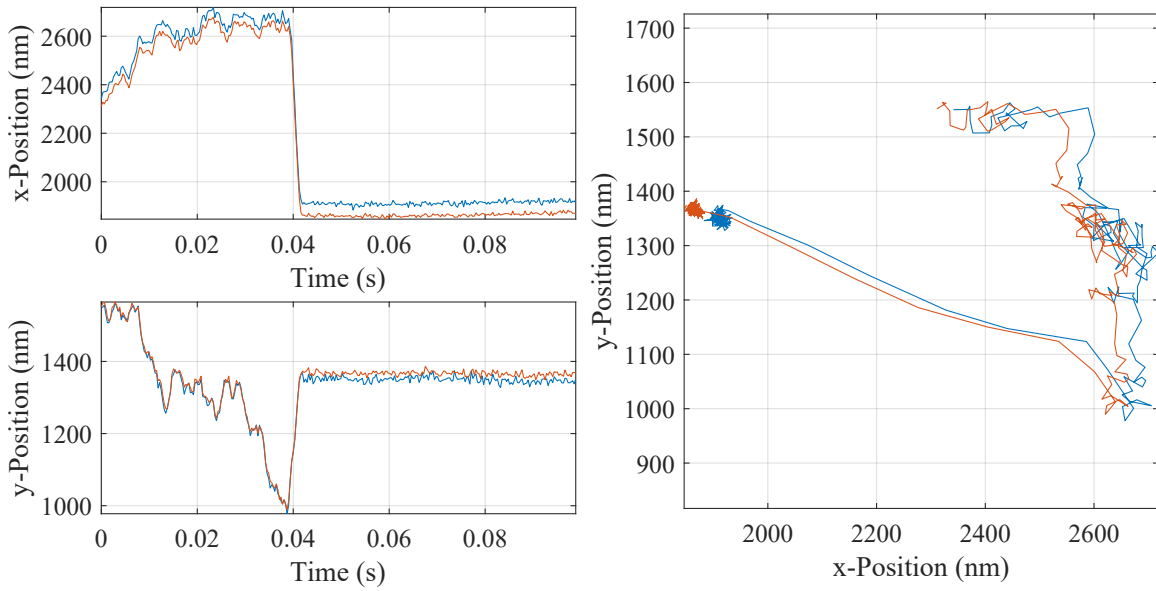 2600
2400
2200
2000
x-Position (nm)
0 0.02 0.04 0.06 0.08
Time (s)
1400
1200
1000
y-Position (nm)
0 0.02 0.04 0.06 0.08
Time (s)
1700
1600
1500
1400
1300
1200
1100
1000
900
y-Position (nm)
2000 2200 2400 2600
x-Position (nm)